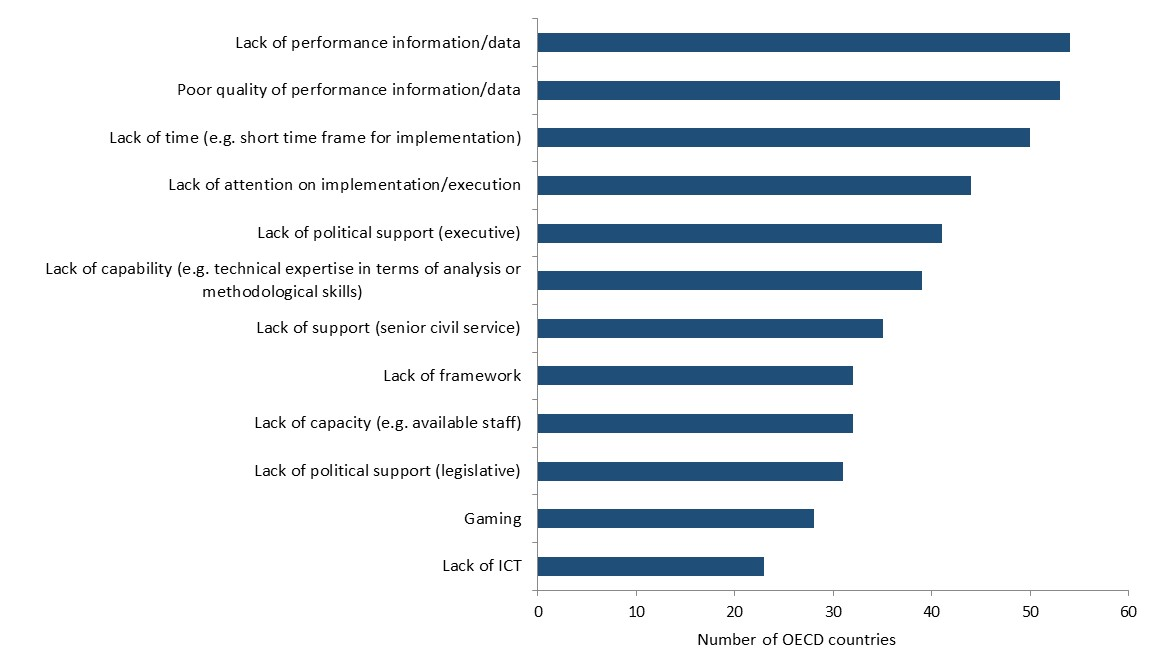 Lack of performance information/data
Poor quality of performance information/data
Lack of time (e.g. short time frame for implementation)
Lack of attention on implementation/execution
Lack of political support (executive)
Lack of capability (e.g. technical expertise in terms of analysis or
methodological skills)
Lack of support (senior civil service)
Lack of framework
Lack of capacity (e.g. available staff)
Lack of political support (legislative)
Gaming
Lack of ICT
0 10 20 30 40 50 60
Number of OECD countries